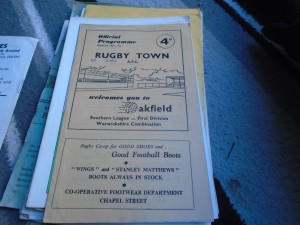 Official
Programme
4d
RUGBY TOWN
welcomes you to
Oakfield
Southern League — First Division
Warwickshire Combination
Rugby Co-op for GOOD SHOES and . . .
Good Football Boots
"WINGS" and "STANLEY MATTHEWS"
BOOTS ALWAYS IN STOCK
CO-OPERATIVE FOOTWEAR DEPARTMENT
CHAPEL STREET